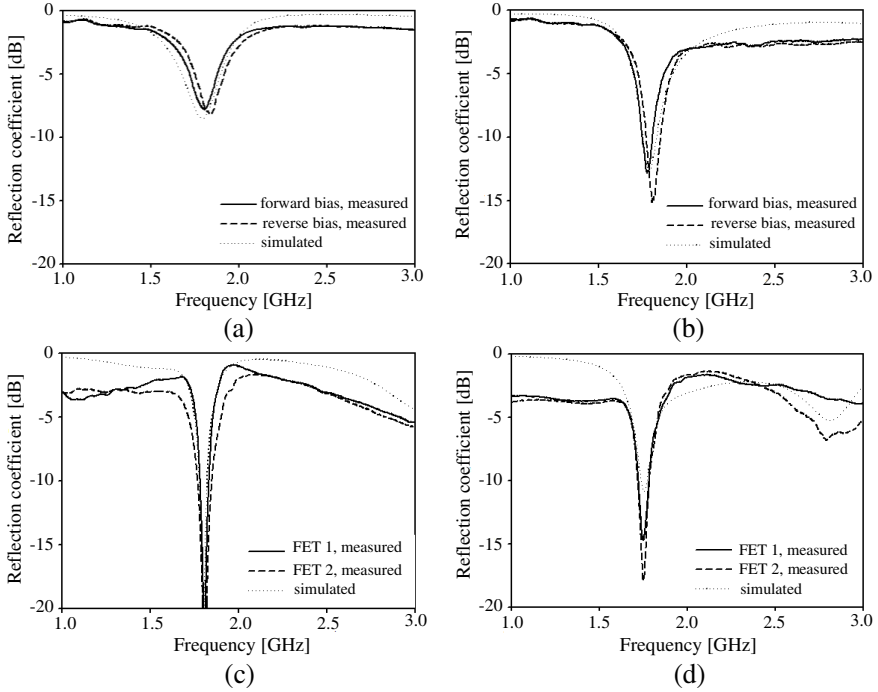 Reflection coefficient [dB]
0
-5
-10
-15
-20
forward bias, measured
reverse bias, measured
simulated
1.0 1.5 2.0 2.5 3.0
Frequency [GHz]
(a)
Reflection coefficient [dB]
0
-5
-10
-15
-20
forward bias, measured
reverse bias, measured
simulated
1.0 1.5 2.0 2.5 3.0
Frequency [GHz]
(b)
Reflection coefficient [dB]
0
-5
-10
-15
-20
FET 1, measured
FET 2, measured
simulated
1.0 1.5 2.0 2.5 3.0
Frequency [GHz]
(c)
Reflection coefficient [dB]
0
-5
-10
-15
-20
FET 1, measured
FET 2, measured
simulated
1.0 1.5 2.0 2.5 3.0
Frequency [GHz]
(d)